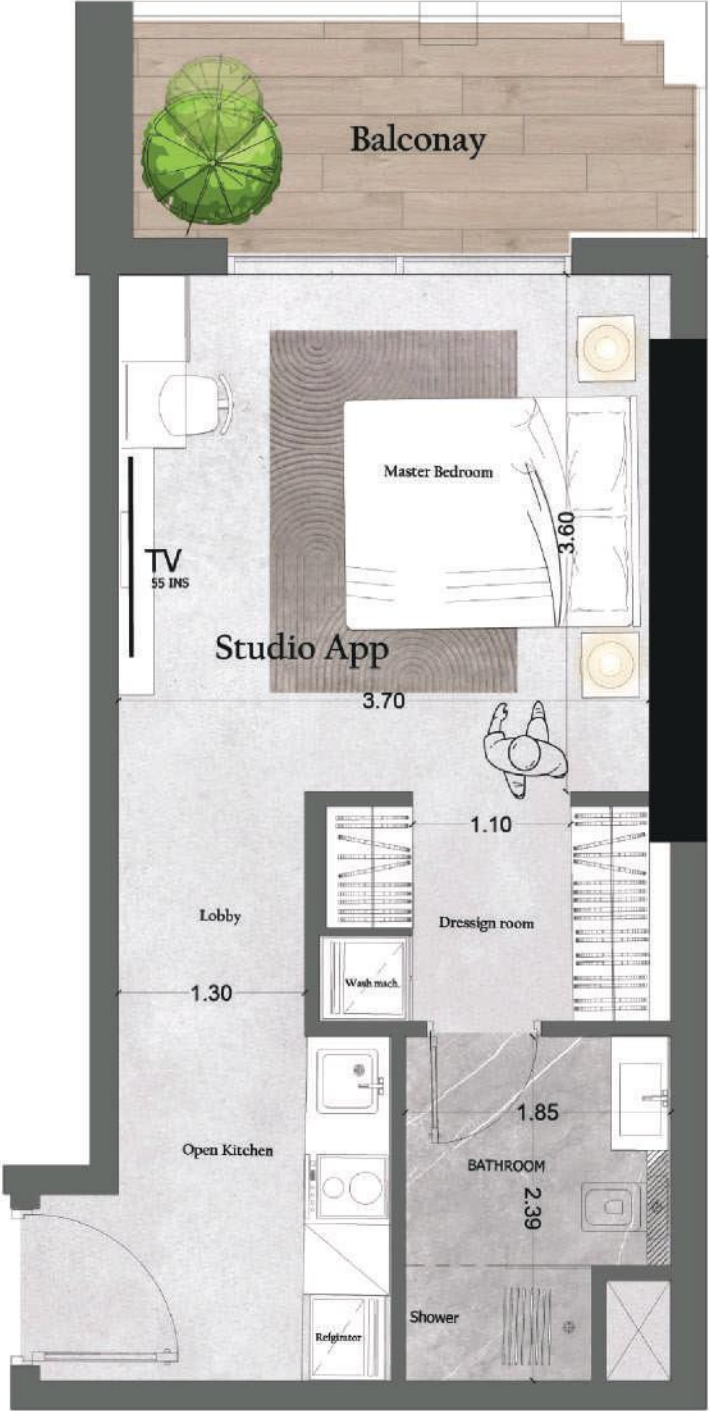 Balconay
Master Bedroom
3.60
TV
55 INS
Studio App
3.70
1.10
Lobby
Dressign room
Wash mach.
1.30
1.85
Open Kitchen
BATHROOM
2.39
Shower
Refgirator